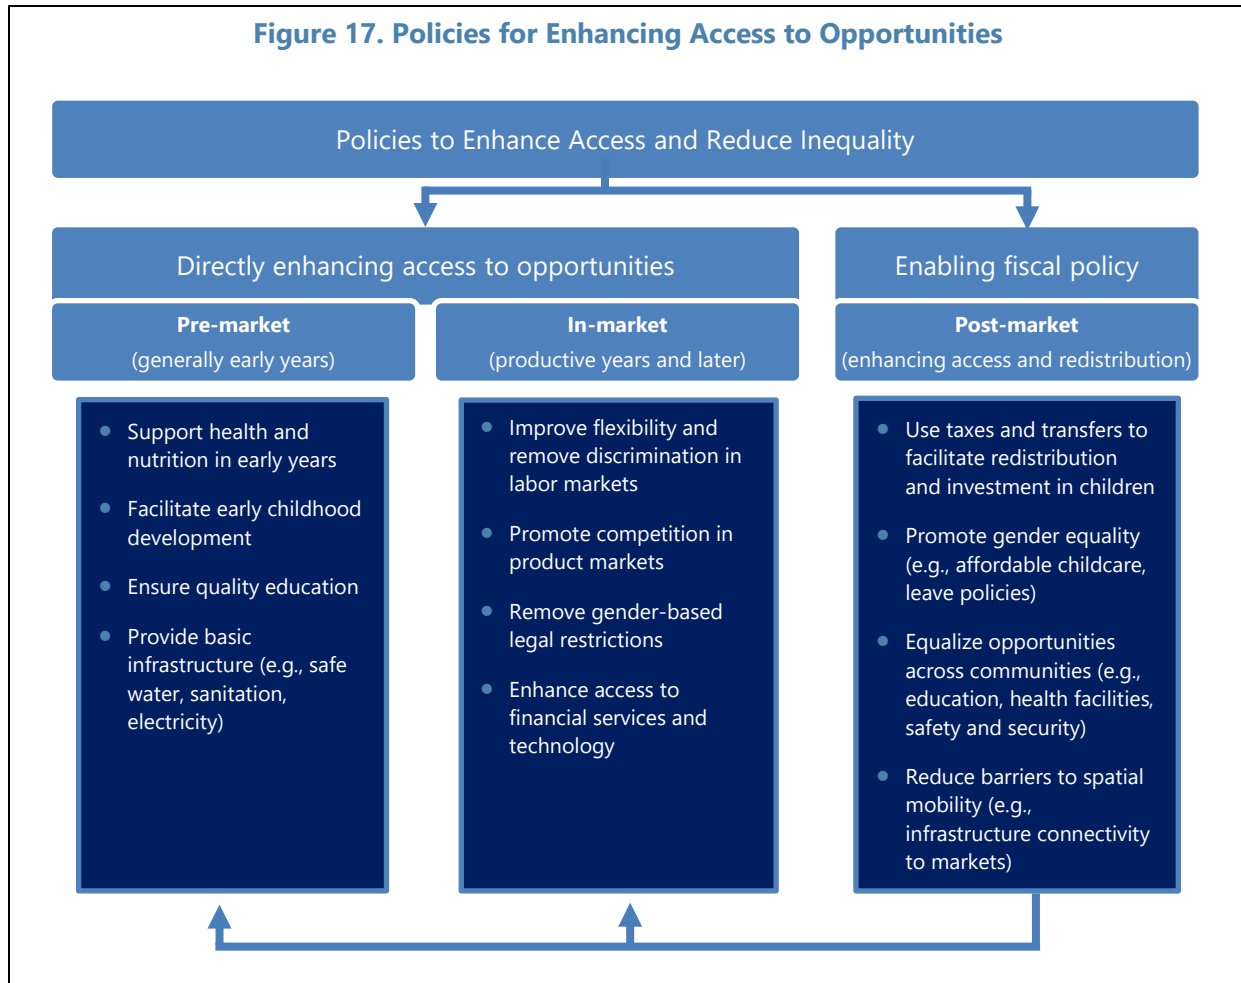 Figure 17. Policies for Enhancing Access to Opportunities
Policies to Enhance Access and Reduce Inequality
Directly enhancing access to opportunities
Enabling fiscal policy
Pre-market
(generally early years)
In-market
(productive years and later)
Post-market
(enhancing access and redistribution)
• Support health and
nutrition in early years
• Facilitate early childhood
development
• Ensure quality education
• Provide basic
infrastructure (e.g., safe
water, sanitation,
electricity)
• Improve flexibility and
remove discrimination in
labor markets
• Promote competition in
product markets
• Remove gender-based
legal restrictions
• Enhance access to
financial services and
technology
• Use taxes and transfers to
facilitate redistribution
and investment in children
• Promote gender equality
(e.g., affordable childcare,
leave policies)
• Equalize opportunities
across communities (e.g.,
education, health facilities,
safety and security)
• Reduce barriers to spatial
mobility (e.g.,
infrastructure connectivity
to markets)